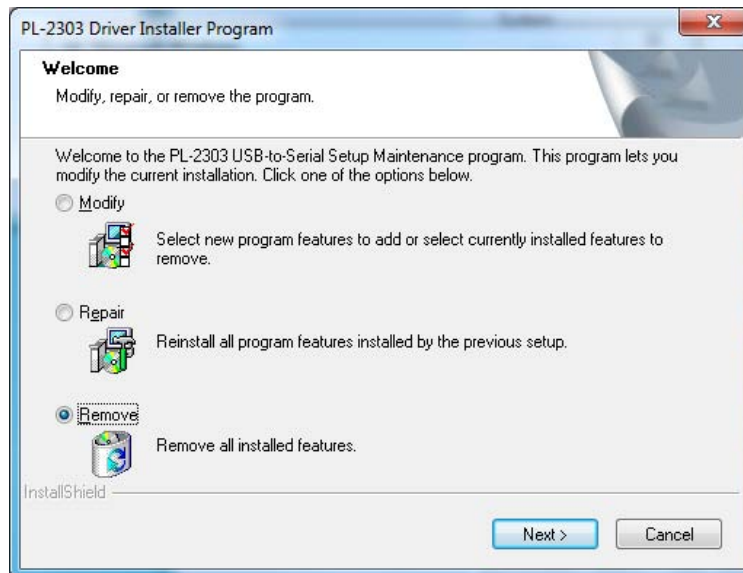 PL-2303 Driver Installer Program
Welcome
Modify, repair, or remove the program.
Welcome to the PL-2303 USB-to-Serial Setup Maintenance program. This program lets you
modify the current installation. Click one of the options below.
Modify
Select new program features to add or select currently installed features to
remove.
Repair
Reinstall all program features installed by the previous setup.
Remove
Remove all installed features.
InstallShield
Next >
Cancel